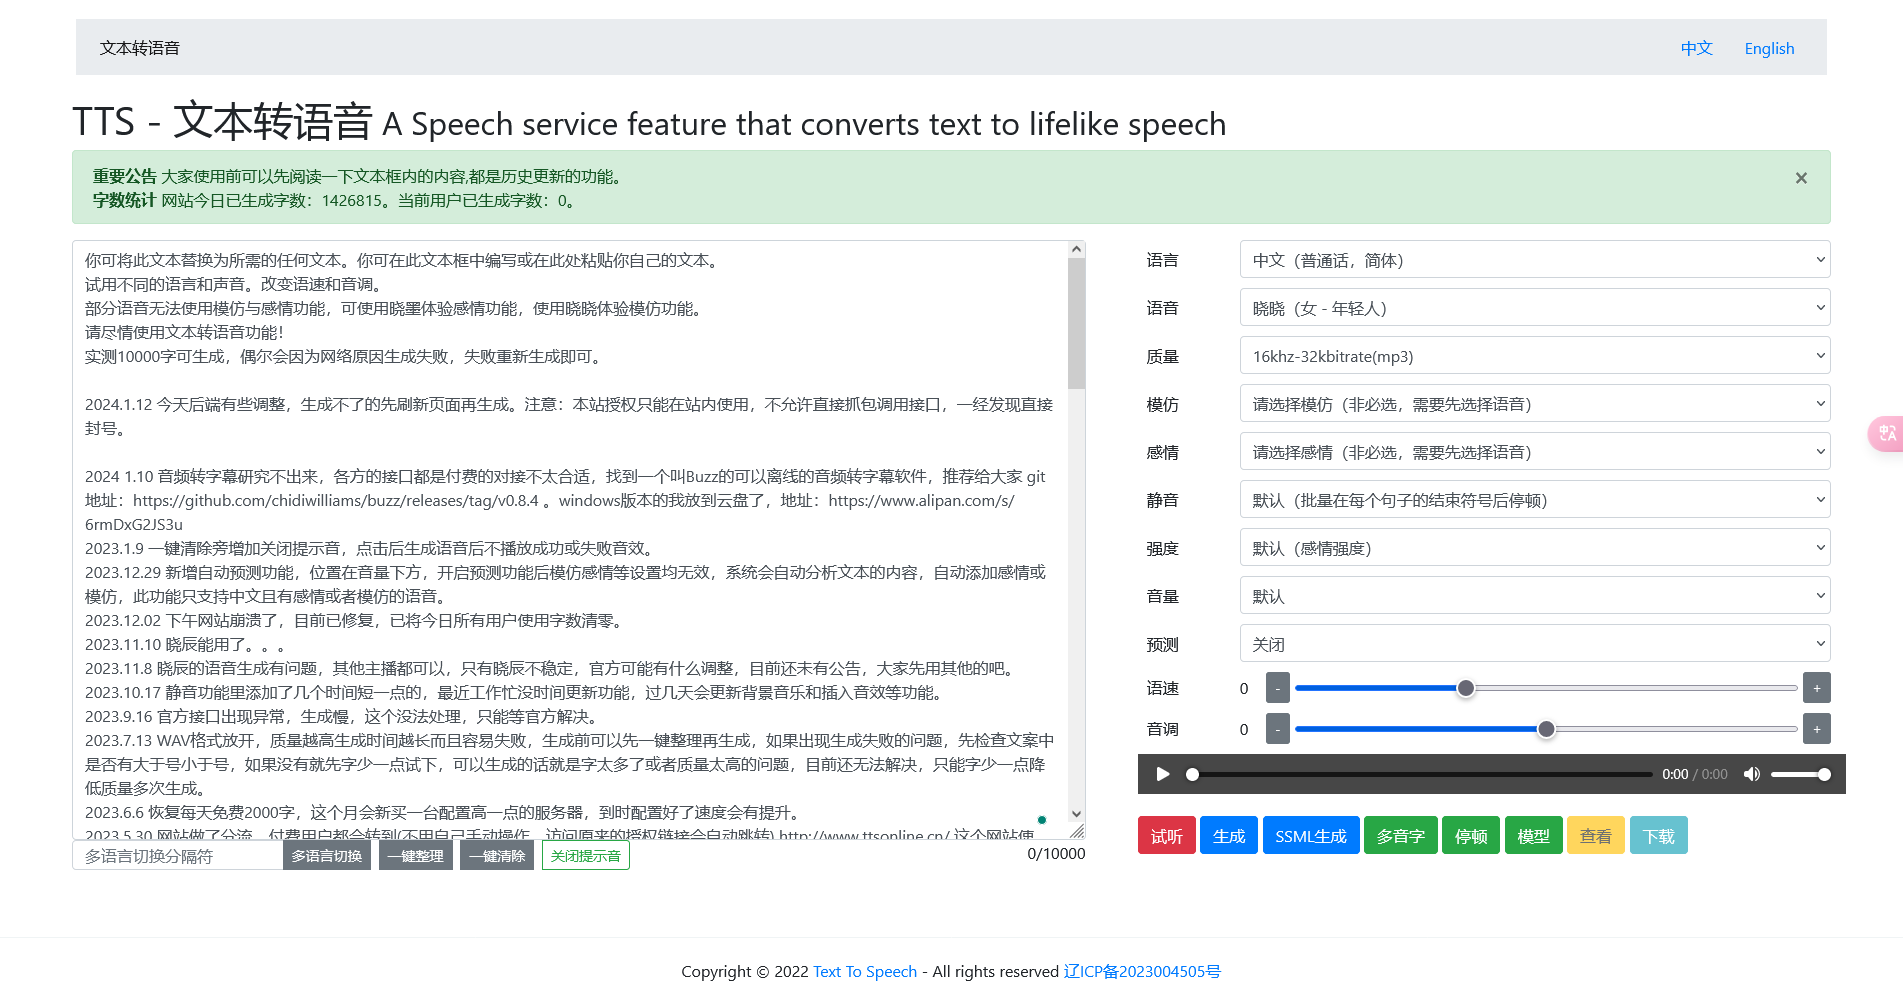 文本转语音
中文
English
TTS - 文本转语音 A Speech service feature that converts text to lifelike speech
重要公告 大家使用前可以先阅读一下文本框内的内容,都是历史更新的功能。
×
字数统计 网站今日已生成字数：1426815。当前用户已生成字数：0。
你可将此文本替换为所需的任何文本。你可在此文本框中编写或在此处粘贴你自己的文本。
试用不同的语言和声音。改变语速和音调。
部分语音无法使用模仿与感情功能，可使用晓墨体验感情功能，使用晓晓体验模仿功能。
请尽情使用文本转语音功能！
实测10000字可生成，偶尔会因为网络原因生成失败，失败重新生成即可。
2024.1.12 今天后端有些调整，生成不了的先刷新页面再生成。注意：本站授权只能在站内使用，不允许直接抓包调用接口，一经发现直接
封号。
2024 1.10 音频转字幕研究不出来，各方的接口都是付费的对接不太合适，找到一个叫Buzz的可以离线的音频转字幕软件，推荐给大家 git
地址：https://github.com/chidiwilliams/buzz/releases/tag/v0.8.4 。windows版本的我放到云盘了，地址：https://www.alipan.com/s/
6rmDxG2JS3u
2023.1.9 一键清除旁增加关闭提示音，点击后生成语音后不播放成功或失败音效。
2023.12.29 新增自动预测功能，位置在音量下方，开启预测功能后模仿感情等设置均无效，系统会自动分析文本的内容，自动添加感情或
模仿，此功能只支持中文且有感情或者模仿的语音。
2023.12.02 下午网站崩溃了，目前已修复，已将今日所有用户使用字数清零。
2023.11.10 晓辰能用了。。。
2023.11.8 晓辰的语音生成有问题，其他主播都可以，只有晓辰不稳定，官方可能有什么调整，目前还未有公告，大家先用其他的吧。
2023.10.17 静音功能里添加了几个时间短一点的，最近工作忙没时间更新功能，过几天会更新背景音乐和插入音效等功能。
2023.9.16 官方接口出现异常，生成慢，这个没法处理，只能等官方解决。
2023.7.13 WAV格式放开，质量越高生成时间越长而且容易失败，生成前可以先一键整理再生成，如果出现生成失败的问题，先检查文案中
是否有大于号小于号，如果没有就先字少一点试下，可以生成的话就是字太多了或者质量太高的问题，目前还无法解决，只能字少一点降
低质量多次生成。
2023.6.6 恢复每天免费2000字，这个月会新买一台配置高一点的服务器，到时配置好了速度会有提升。
2023.5.30 网站做了分流，付费用户都会转到(不用自己手动操作，访问原来的授权链接会自动跳转) http://www.ttsonline.cn/ 这个网站使
多语言切换分隔符
多语言切换
一键整理
一键清除
关闭提示音
0/10000
语言
中文（普通话，简体）
语音
晓晓（女 - 年轻人）
质量
16khz-32kbitrate(mp3)
模仿
请选择模仿（非必选，需要先选择语音）
感情
请选择感情（非必选，需要先选择语音）
静音
默认（批量在每个句子的结束符号后停顿）
强度
默认（感情强度）
音量
默认
预测
关闭
语速 0 - +
音调 0 - +
0:00 / 0:00
试听
生成
SSML生成
多音字
停顿
模型
查看
下载
中A
Copyright © 2022 Text To Speech - All rights reserved 辽ICP备2023004505号